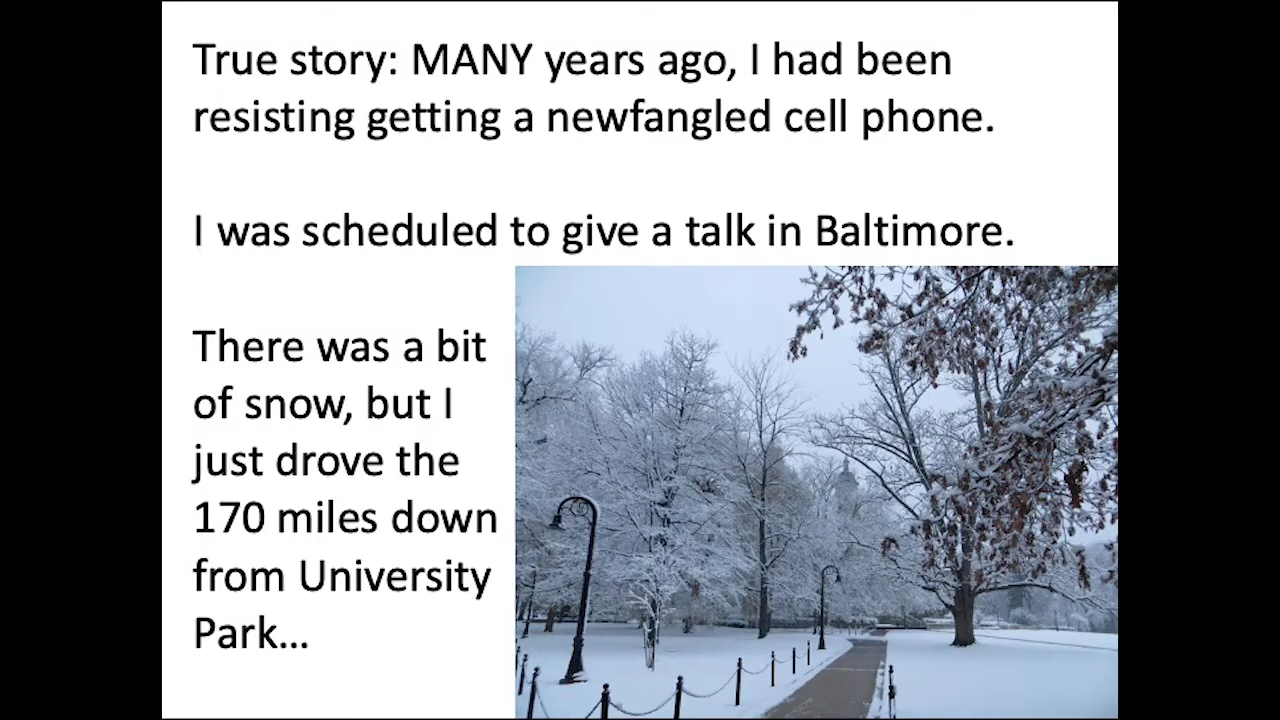 True story: MANY years ago, I had been
resisting getting a newfangled cell phone.
I was scheduled to give a talk in Baltimore.
There was a bit
of snow, but I
just drove the
170 miles down
from University
Park...